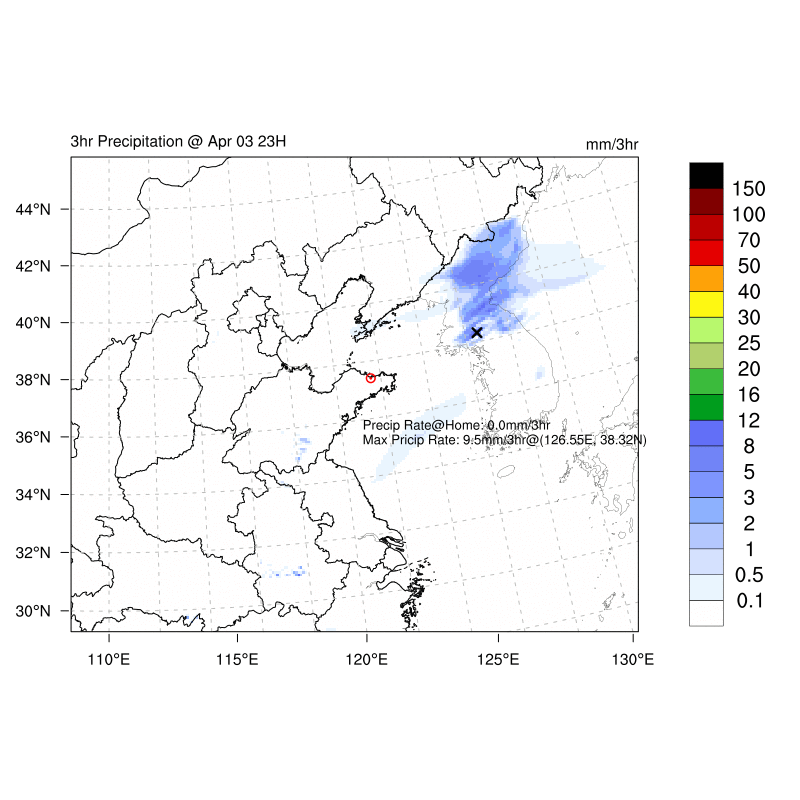 3hr Precipitation @ Apr 03 23H
mm/3hr
44°N
42°N
40°N
38°N
36°N
34°N
32°N
30°N
110°E
115°E
120°E
125°E
130°E
Precip Rate@Home: 0.0mm/3hr
Max Pricip Rate: 9.5mm/3hr@(126.55E, 38.32N)
150
100
70
50
40
30
25
20
16
12
8
5
3
2
1
0.5
0.1